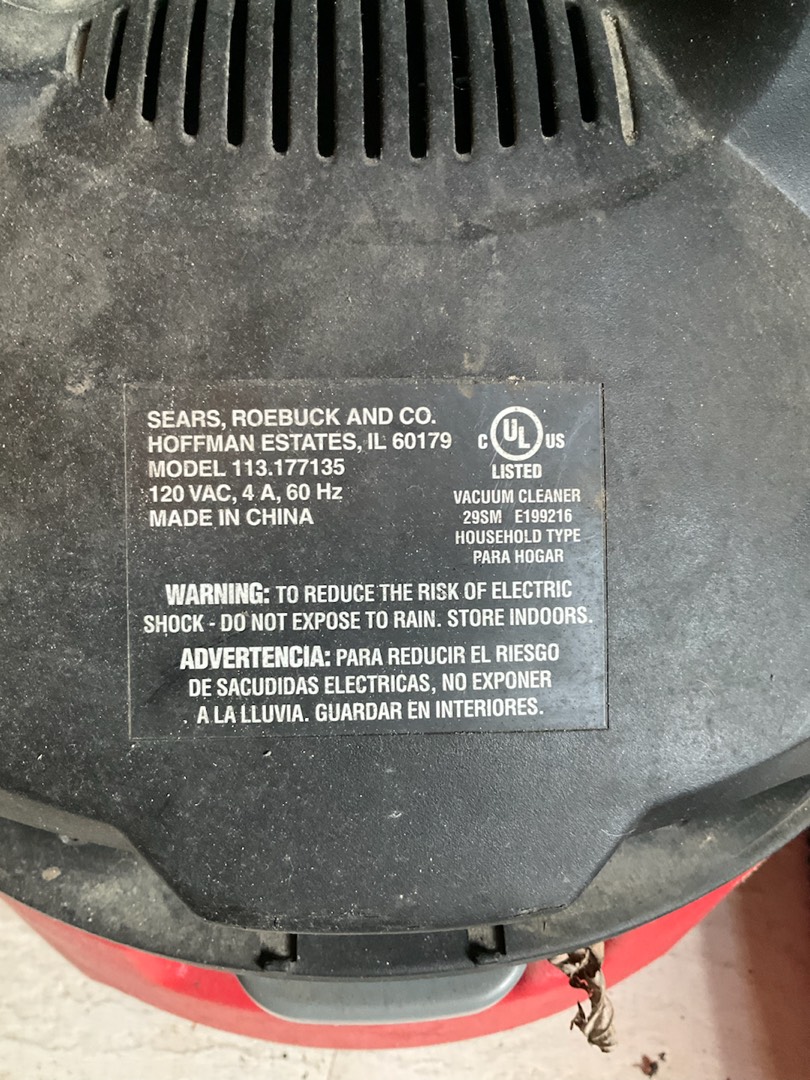 SEARS, ROEBUCK AND CO.
HOFFMAN ESTATES, IL 60179
MODEL 113.177135
120 VAC, 4 A, 60 Hz
MADE IN CHINA
C UL US
LISTED
VACUUM CLEANER
29SM E199216
HOUSEHOLD TYPE
PARA HOGAR
WARNING: TO REDUCE THE RISK OF ELECTRIC
SHOCK - DO NOT EXPOSE TO RAIN. STORE INDOORS.
ADVERTENCIA: PARA REDUCIR EL RIESGO
DE SACUDIDAS ELECTRICAS, NO EXPONER
A LA LLUVIA. GUARDAR EN INTERIORES.